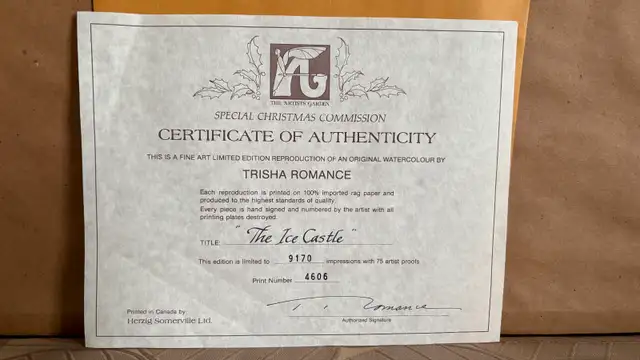 THE ARTISTS GARDEN
SPECIAL CHRISTMAS COMMISSION
CERTIFICATE OF AUTHENTICITY
THIS IS A FINE ART LIMITED EDITION REPRODUCTION OF AN ORIGINAL WATERCOLOUR BY
TRISHA ROMANCE
Each reproduction is printed on 100% imported rag paper and
produced to the highest standards of quality.
Every piece is hand signed and numbered by the artist with all
printing plates destroyed.
TITLE: "The Ice Castle"
This edition is limited to 9170 impressions with 75 artist proofs
Print Number 4606
T. Romance
Authorized Signature
Printed in Canada by
Herzig Somerville Ltd.